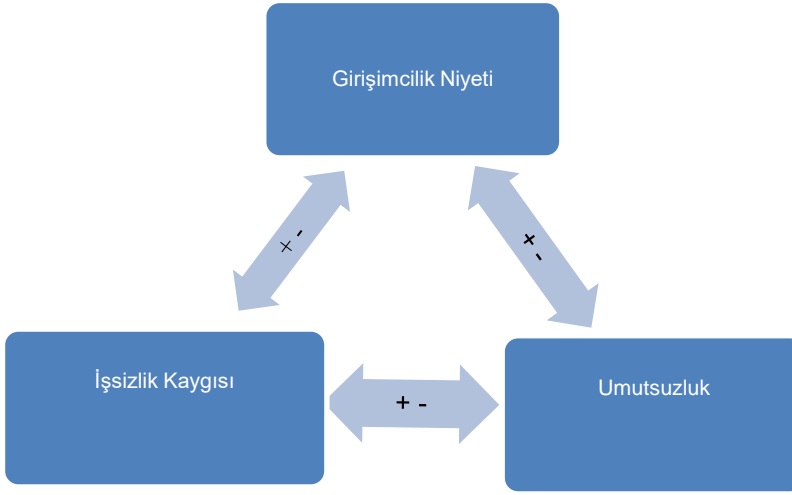 Girişimcilik Niyeti
+ -
+ -
İşsizlik Kaygısı
+ -
Umutsuzluk